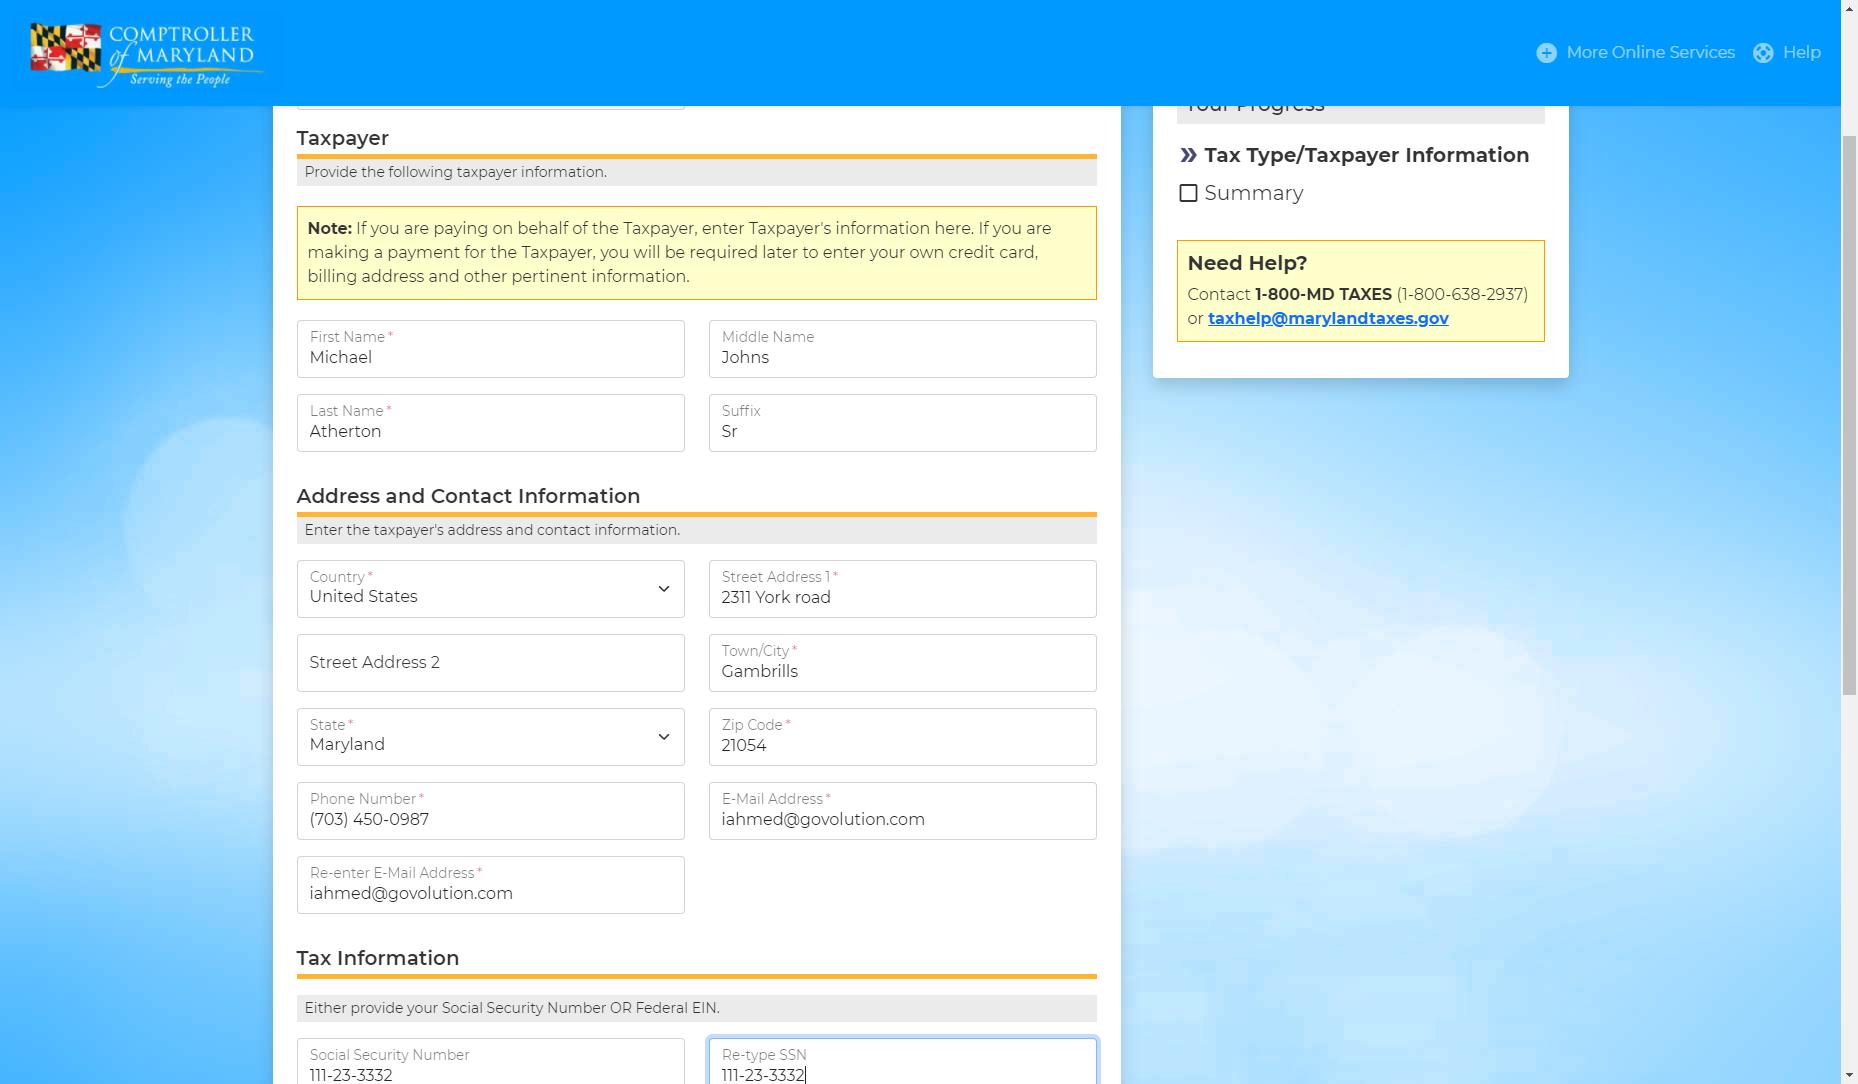 COMPTROLLER
of MARYLAND
Serving the People
More Online Services
Help
Your Progress
Taxpayer
Provide the following taxpayer information.
Tax Type/Taxpayer Information
Summary
Note: If you are paying on behalf of the Taxpayer, enter Taxpayer's information here. If you are
making a payment for the Taxpayer, you will be required later to enter your own credit card,
billing address and other pertinent information.
Need Help?
Contact 1-800-MD TAXES (1-800-638-2937)
or taxhelp@marylandtaxes.gov
First Name *
Michael
Middle Name
Johns
Last Name *
Atherton
Suffix
Sr
Address and Contact Information
Enter the taxpayer's address and contact information.
Country *
United States
Street Address 1 *
2311 York road
Street Address 2
Town/City *
Gambrills
State *
Maryland
Zip Code *
21054
Phone Number *
(703) 450-0987
E-Mail Address *
iahmed@govolution.com
Re-enter E-Mail Address *
iahmed@govolution.com
Tax Information
Either provide your Social Security Number OR Federal EIN.
Social Security Number
111-23-3332
Re-type SSN
111-23-3332